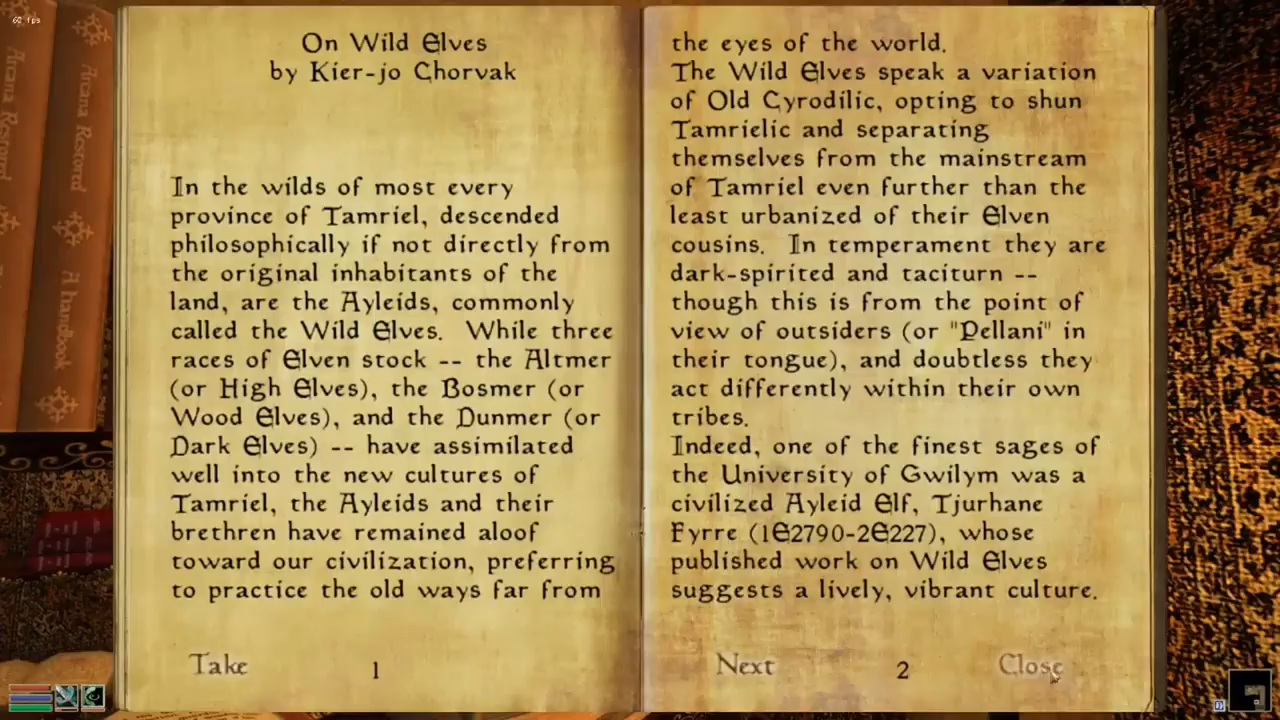 60 fps
Arcana Restored
Arcana Restored
A handbook
On Wild Elves
by Kier-jo Chorvak
In the wilds of most every
province of Tamriel, descended
philosophically if not directly from
the original inhabitants of the
land, are the Ayleids, commonly
called the Wild Elves.  While three
races of Elven stock -- the Altmer
(or High Elves), the Bosmer (or
Wood Elves), and the Dunmer (or
Dark Elves) -- have assimilated
well into the new cultures of
Tamriel, the Ayleids and their
brethren have remained aloof
toward our civilization, preferring
to practice the old ways far from
Take
1
the eyes of the world.
The Wild Elves speak a variation
of Old Cyrodilic, opting to shun
Tamrielic and separating
themselves from the mainstream
of Tamriel even further than the
least urbanized of their Elven
cousins.  In temperament they are
dark-spirited and taciturn --
though this is from the point of
view of outsiders (or "Pellani" in
their tongue), and doubtless they
act differently within their own
tribes.
Indeed, one of the finest sages of
the University of Gwilym was a
civilized Ayleid Elf, Tjurhane
Fyrre (1E2790-2E227), whose
published work on Wild Elves
suggests a lively, vibrant culture.
Next
2
Close